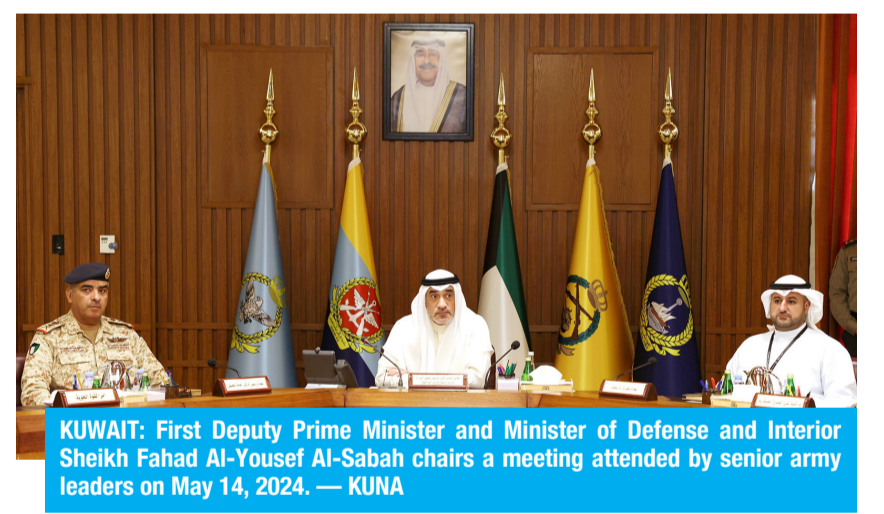 KUWAIT: First Deputy Prime Minister and Minister of Defense and Interior
Sheikh Fahad Al-Yousef Al-Sabah chairs a meeting attended by senior army
leaders on May 14, 2024. — KUNA